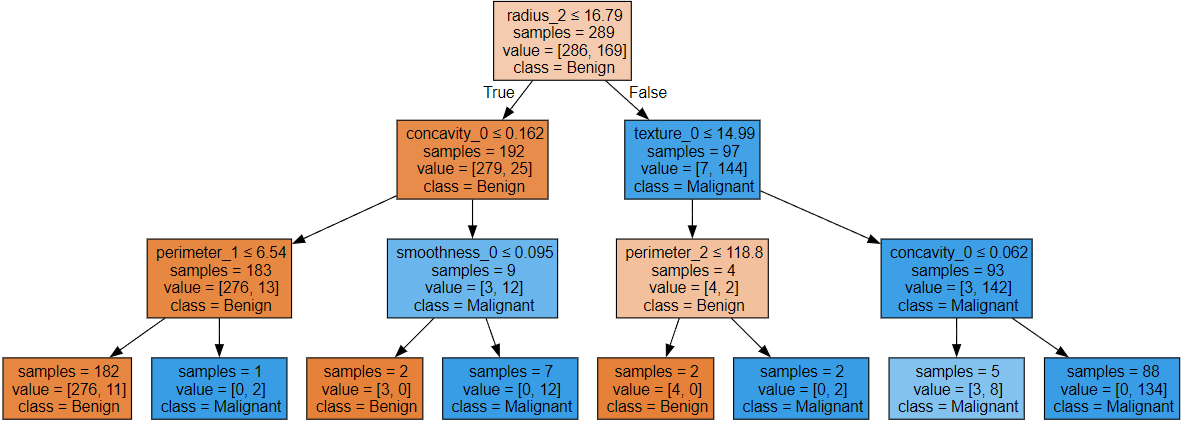 radius_2 ≤ 16.79
samples = 289
value = [286, 169]
class = Benign
True
False
concavity_0 ≤ 0.162
samples = 192
value = [279, 25]
class = Benign
texture_0 ≤ 14.99
samples = 97
value = [7, 144]
class = Malignant
perimeter_1 ≤ 6.54
samples = 183
value = [276, 13]
class = Benign
smoothness_0 ≤ 0.095
samples = 9
value = [3, 12]
class = Malignant
perimeter_2 ≤ 118.8
samples = 4
value = [4, 2]
class = Benign
concavity_0 ≤ 0.062
samples = 93
value = [3, 142]
class = Malignant
samples = 182
value = [276, 11]
class = Benign
samples = 1
value = [0, 2]
class = Malignant
samples = 2
value = [3, 0]
class = Benign
samples = 7
value = [0, 12]
class = Malignant
samples = 2
value = [4, 0]
class = Benign
samples = 2
value = [0, 2]
class = Malignant
samples = 5
value = [3, 8]
class = Malignant
samples = 88
value = [0, 134]
class = Malignant